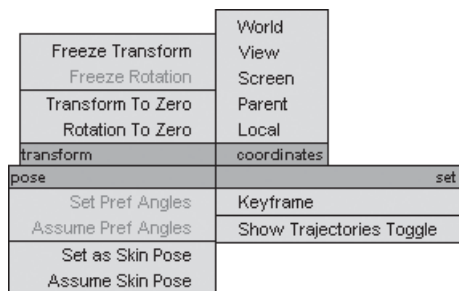 Freeze Transform
Freeze Rotation
Transform To Zero
Rotation To Zero
transform
World
View
Screen
Parent
Local
coordinates
pose
Set Pref Angles
Assume Pref Angles
Set as Skin Pose
Assume Skin Pose
set
Keyframe
Show Trajectories Toggle